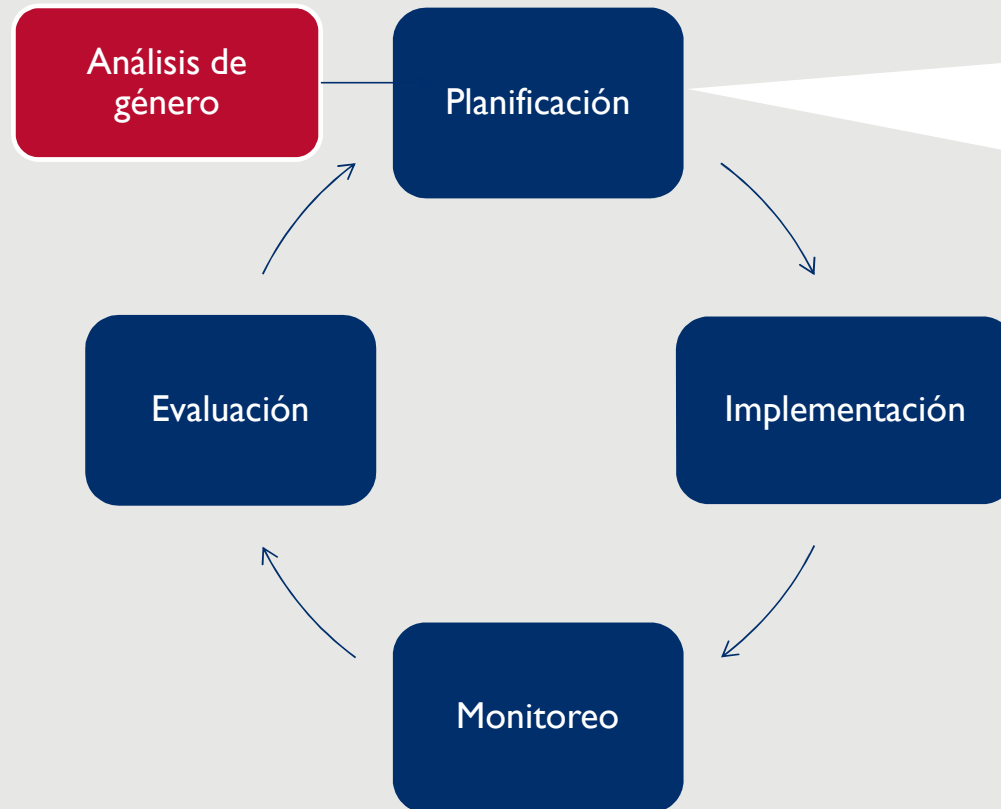 Análisis de
género
Planificación
Evaluación
Implementación
Monitoreo